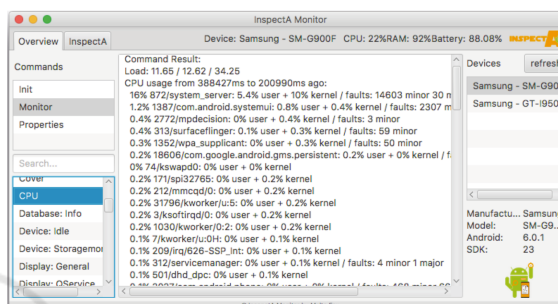 InspectA Monitor
Overview InspectA
Device: Samsung - SM-G900F CPU: 22%RAM: 92%Battery: 88.08%
INSPECTA
Commands
Init
Monitor
Properties
Search...
Cover
CPU
Database: Info
Device: Idle
Device: Storagemon
Display: General
Display: QService
Command Result:
Load: 11.65 / 12.62 / 34.25
CPU usage from 388427ms to 200990ms ago:
16% 872/system_server: 5.4% user + 10% kernel / faults: 14603 minor 30 m
1.2% 1387/com.android.systemui: 0.8% user + 0.4% kernel / faults: 2307 m
0.4% 2772/mpdecision: 0% user + 0.4% kernel / faults: 3 minor
0.4% 313/surfaceflinger: 0.1% user + 0.3% kernel / faults: 59 minor
0.3% 1352/wpa_supplicant: 0% user + 0.3% kernel / faults: 50 minor
0.2% 18606/com.google.android.gms.persistent: 0.2% user + 0% kernel / f
0% 74/kswapd0: 0% user + 0% kernel
0.2% 171/spi32765: 0% user + 0.2% kernel
0.2% 212/mmcqd/0: 0% user + 0.2% kernel
0.2% 31796/kworker/u:5: 0% user + 0.2% kernel
0.2% 3/ksoftirqd/0: 0% user + 0.2% kernel
0.2% 1030/kworker/0:2: 0% user + 0.2% kernel
0.1% 7/kworker/u:0H: 0% user + 0.1% kernel
0.1% 209/irq/626-SSP_Int: 0% user + 0.1% kernel
0.1% 312/servicemanager: 0% user + 0.1% kernel / faults: 4 minor 1 major
0.1% 501/dhd_dpc: 0% user + 0.1% kernel
Devices refresh
Samsung - SM-G90
Samsung - GT-I950
Manufactu... Samsung
Model: SM-G9...
Android: 6.0.1
SDK: 23